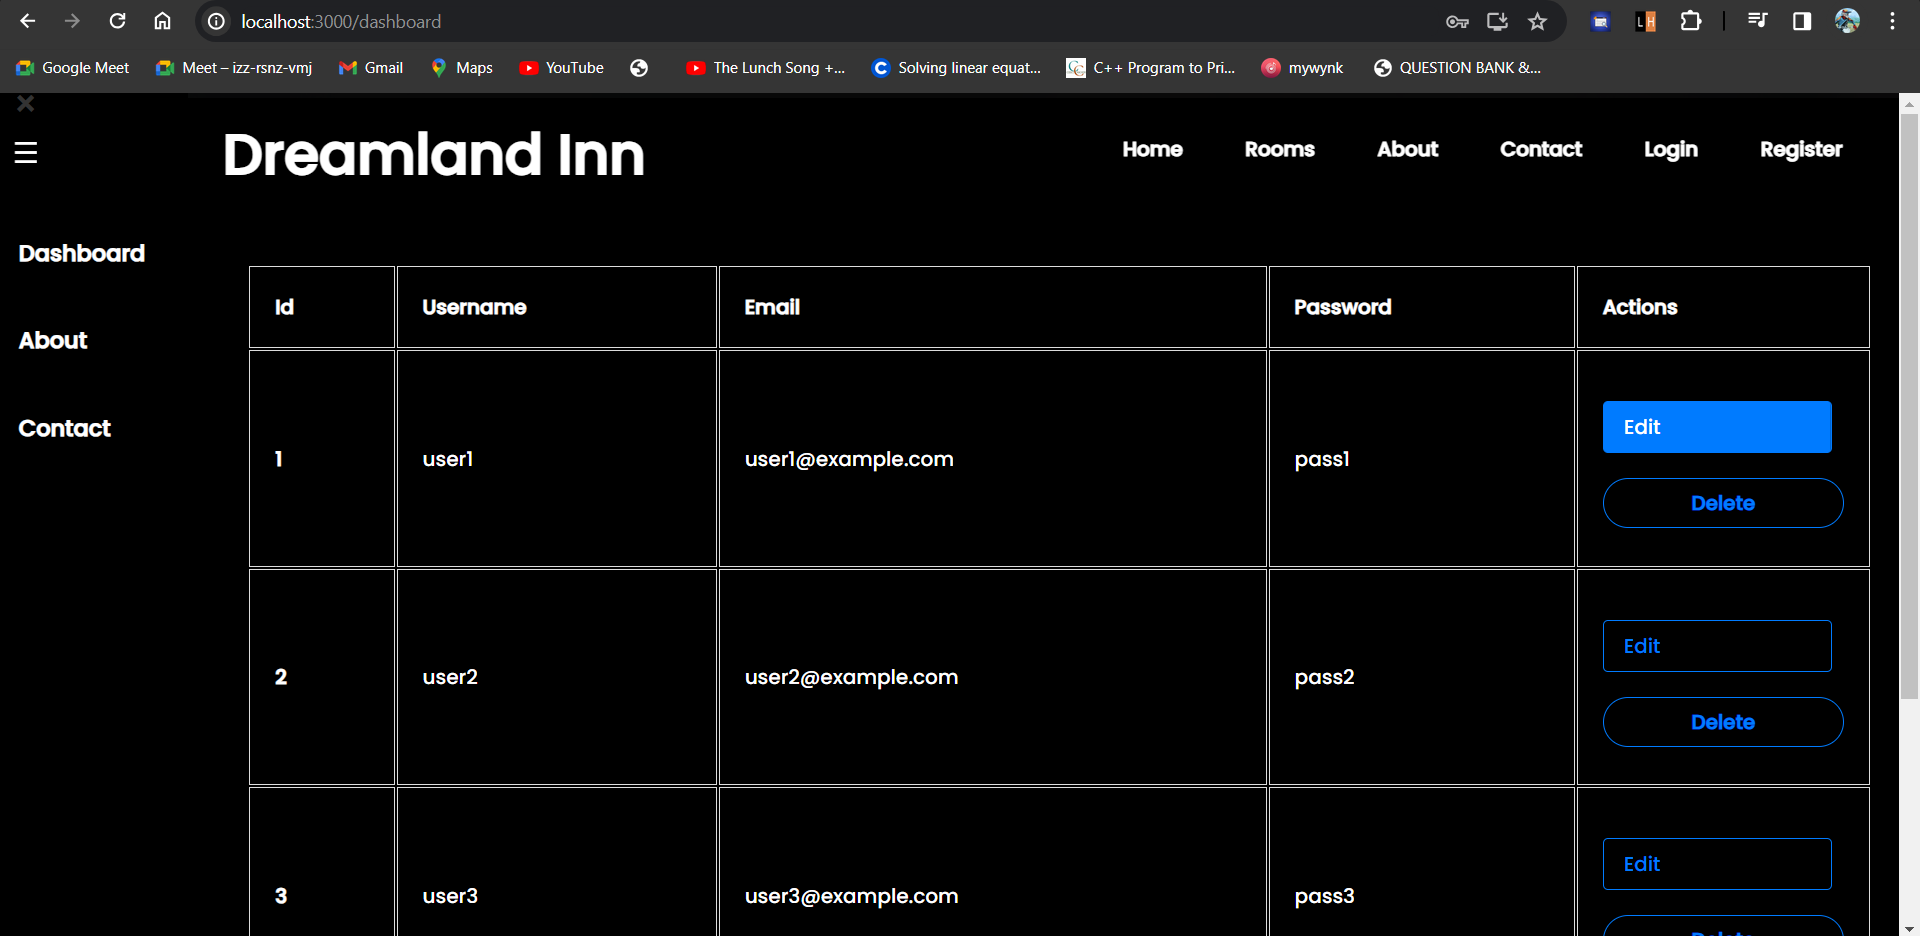 localhost:3000/dashboard
Google Meet Meet – izz-rsnz-vmj Gmail Maps YouTube The Lunch Song +... Solving linear equat... C++ Program to Pri... mywynk QUESTION BANK &...
Dreamland Inn Home Rooms About Contact Login Register
Dashboard
About
Contact
Id Username Email Password Actions
1 user1 user1@example.com pass1 Edit
Delete
2 user2 user2@example.com pass2 Edit
Delete
3 user3 user3@example.com pass3 Edit
Delete